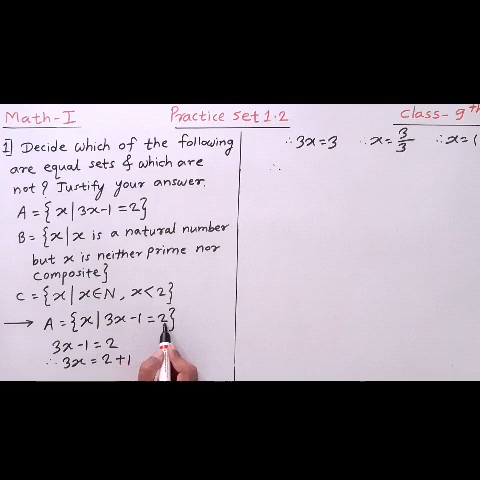 Math-I Practice set 1.2 Class-9th
1] Decide which of the following
are equal sets & which are
not? Justify your answer.
A = {x | 3x-1 = 2}
B = {x | x is a natural number
but x is neither prime nor
composite}
C = {x | x ∈ N, x < 2}
→ A = {x | 3x-1 = 2}
3x-1 = 2
∴ 3x = 2+1
∴ 3x = 3 ∴ x = 3/3 ∴ x = 1
∴